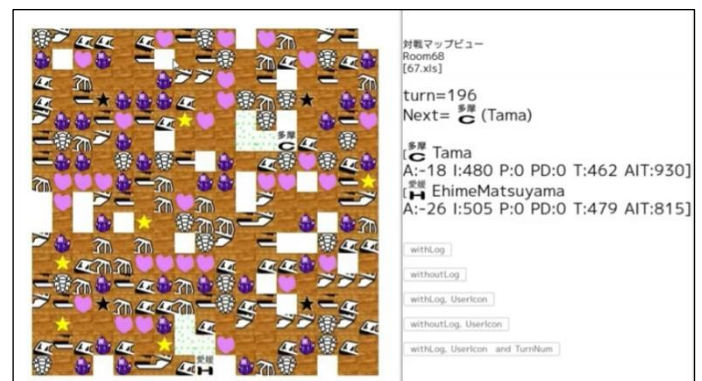 対戦マップビュー
Room68
[67.xls]
turn=196
Next= 多摩 C (Tama)
[多摩 C Tama
A:-18 I:480 P:0 PD:0 T:462 AIT:930]
[愛媛 H EhimeMatsuyama
A:-26 I:505 P:0 PD:0 T:479 AIT:815]
withLog
withoutLog
withLog, UserIcon
withoutLog, UserIcon
withLog, UserIcon and TurnNum
多摩
C
愛媛
H